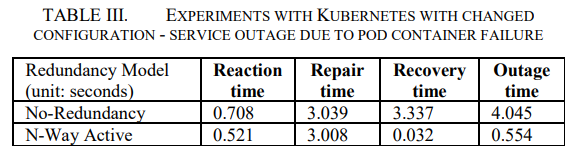 TABLE III. EXPERIMENTS WITH KUBERNETES WITH CHANGED
CONFIGURATION - SERVICE OUTAGE DUE TO POD CONTAINER FAILURE
Redundancy Model (unit: seconds) Reaction time Repair time Recovery time Outage time
No-Redundancy 0.708 3.039 3.337 4.045
N-Way Active 0.521 3.008 0.032 0.554